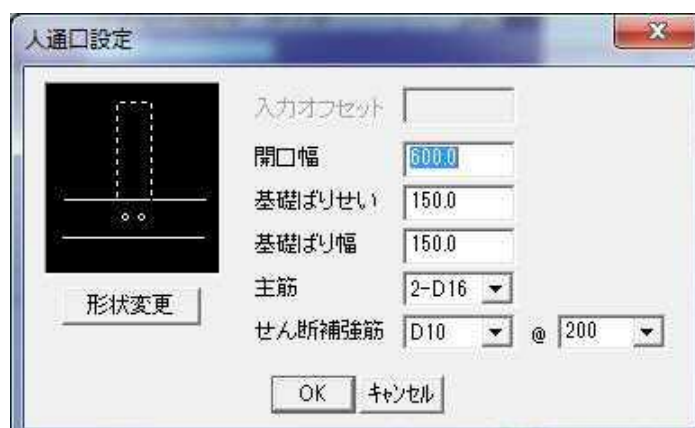 人通口設定
入力オフセット
開口幅 600.0
基礎ばりせい 150.0
基礎ばり幅 150.0
主筋 2-D16
せん断補強筋 D10 @ 200
形状変更
OK キャンセル